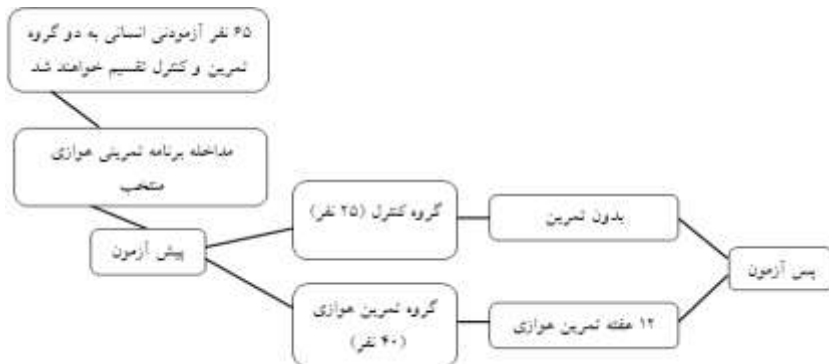 ۶۵ نفر آزمودنی انسانی به دو گروه
تمرین و کنترل تقسیم خواهند شد
مداخله برنامه تمرینی هوازی
منتخب
پیش آزمون
گروه کنترل (۲۵ نفر)
بدون تمرین
گروه تمرین هوازی
(۴۰ نفر)
۱۲ هفته تمرین هوازی
پس آزمون